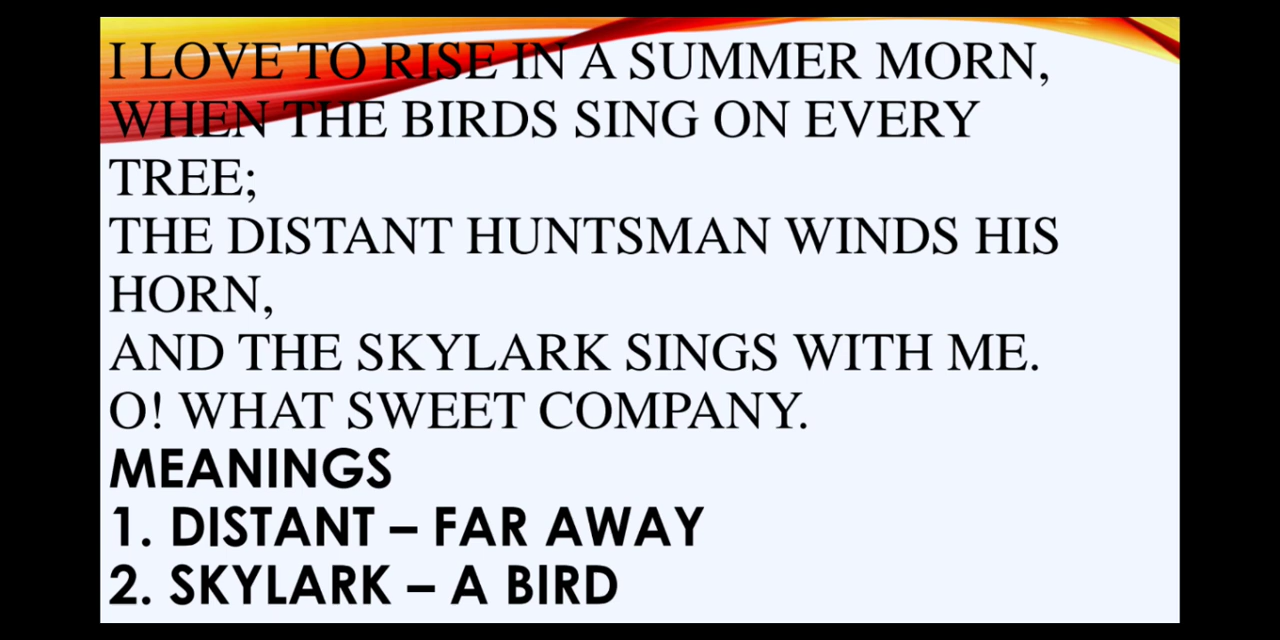 I LOVE TO RISE IN A SUMMER MORN,
WHEN THE BIRDS SING ON EVERY
TREE;
THE DISTANT HUNTSMAN WINDS HIS
HORN,
AND THE SKYLARK SINGS WITH ME.
O! WHAT SWEET COMPANY.
MEANINGS
1. DISTANT – FAR AWAY
2. SKYLARK – A BIRD